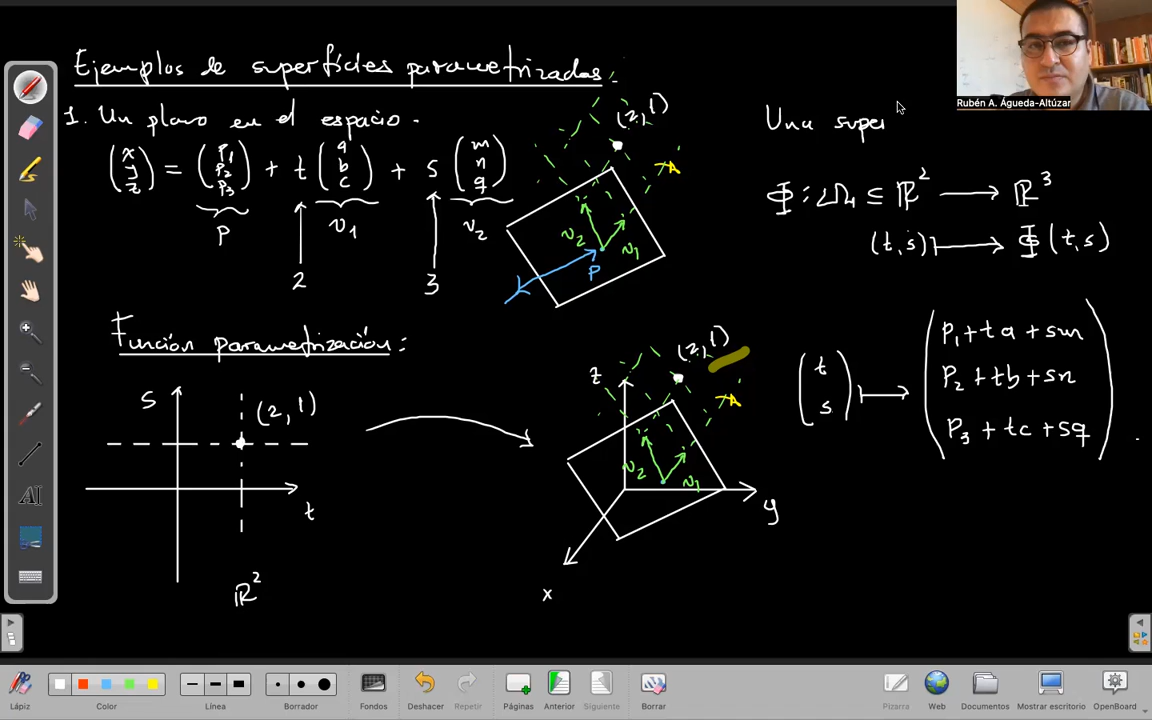 Ejemplos de superficies parametrizadas.
1. Un plano en el espacio.
(x y z) = (p1 p2 p3) + t (a b c) + s (m n q)
P v1 v2
2 3
(2,1)
A
v2 v1
P
Función parametrización:
s
(2,1)
t
ℝ²
z
(2,1)
A
v2 v1
y
x
Rubén A. Águeda-Altúzar
Una super
Φ : Ω ⊆ ℝ² → ℝ³
(t,s) ↦ Φ(t,s)
(t s) ↦ (P1 + ta + sm
P2 + tb + sn
P3 + tc + sq)
Lápiz Color Línea Borrador Fondos Deshacer Repetir Páginas Anterior Siguiente Borrar Pizarra Web Documentos Mostrar escritorio OpenBoard